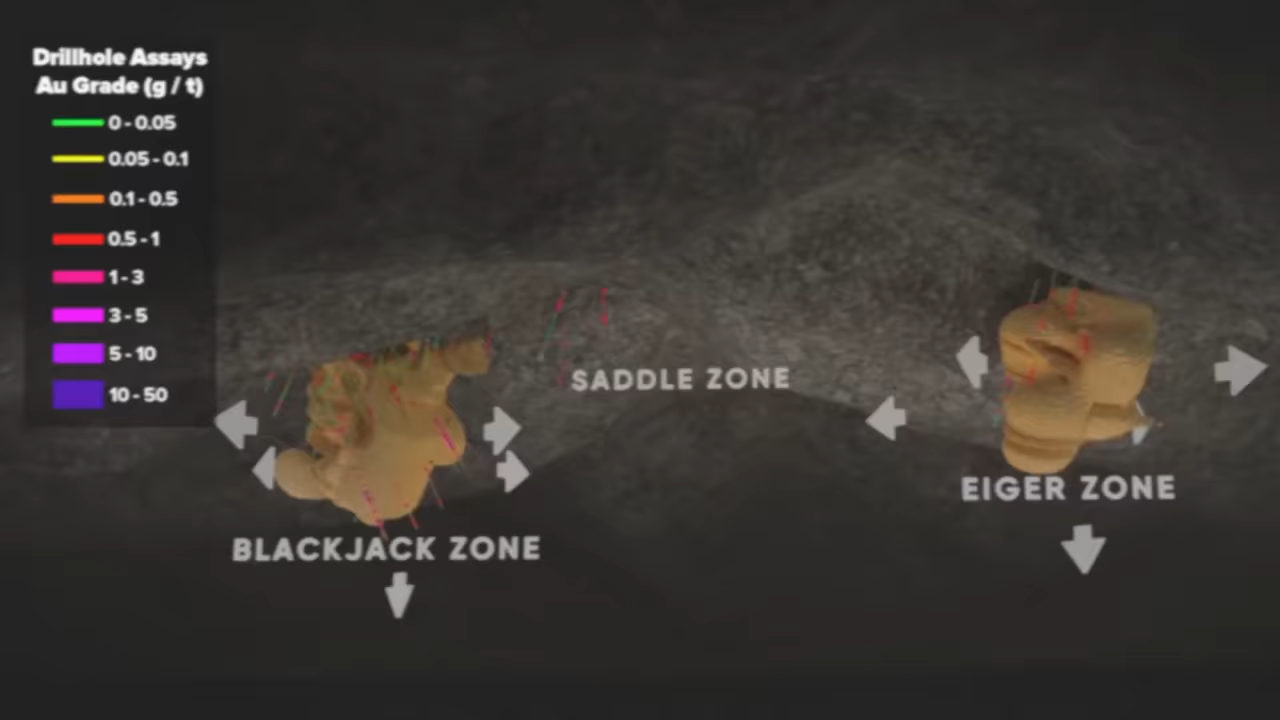 Drillhole Assays
Au Grade (g / t)
0 - 0.05
0.05 - 0.1
0.1 - 0.5
0.5 - 1
1 - 3
3 - 5
5 - 10
10 - 50
SADDLE ZONE
EIGER ZONE
BLACKJACK ZONE